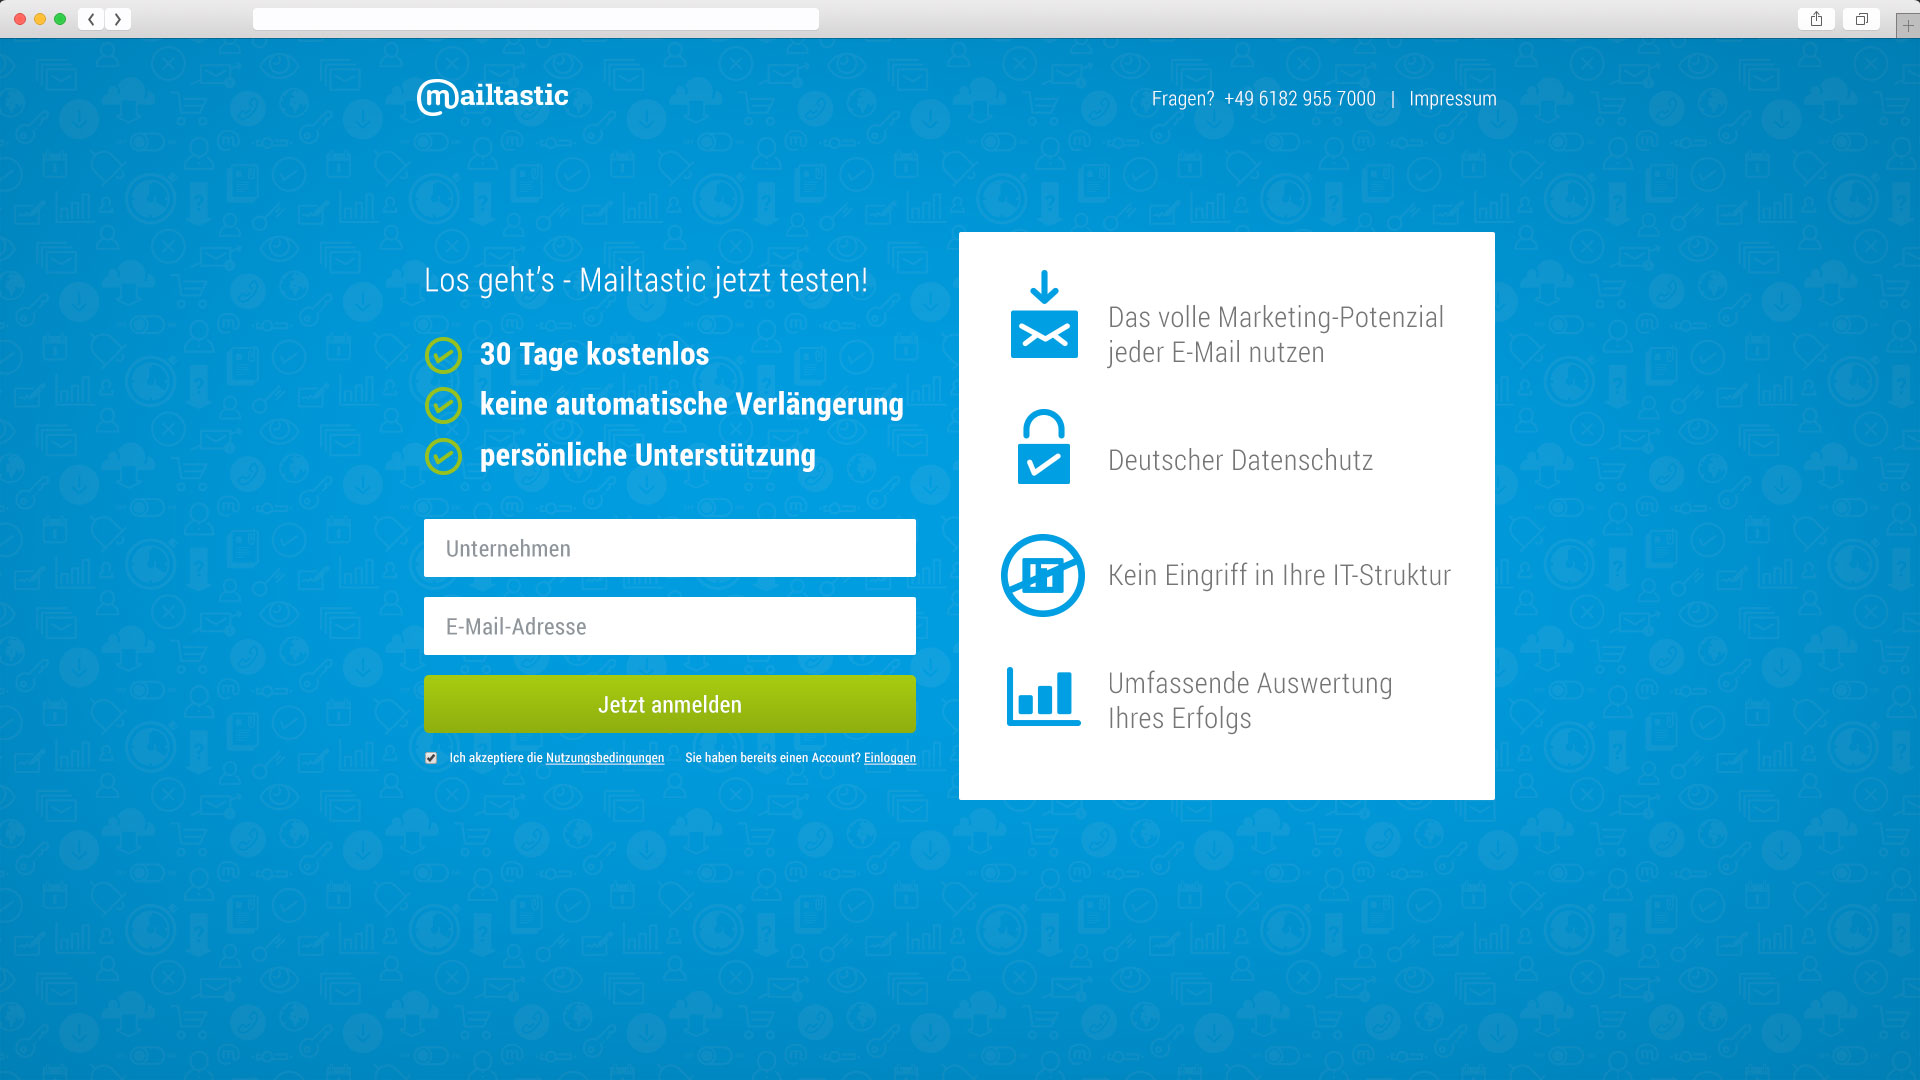 mailtastic
Fragen? +49 6182 955 7000 | Impressum
Los geht's - Mailtastic jetzt testen!
30 Tage kostenlos
keine automatische Verlängerung
persönliche Unterstützung
Unternehmen
E-Mail-Adresse
Jetzt anmelden
Ich akzeptiere die Nutzungsbedingungen
Sie haben bereits einen Account? Einloggen
Das volle Marketing-Potenzial
jeder E-Mail nutzen
Deutscher Datenschutz
IT
Kein Eingriff in Ihre IT-Struktur
Umfassende Auswertung
Ihres Erfolgs